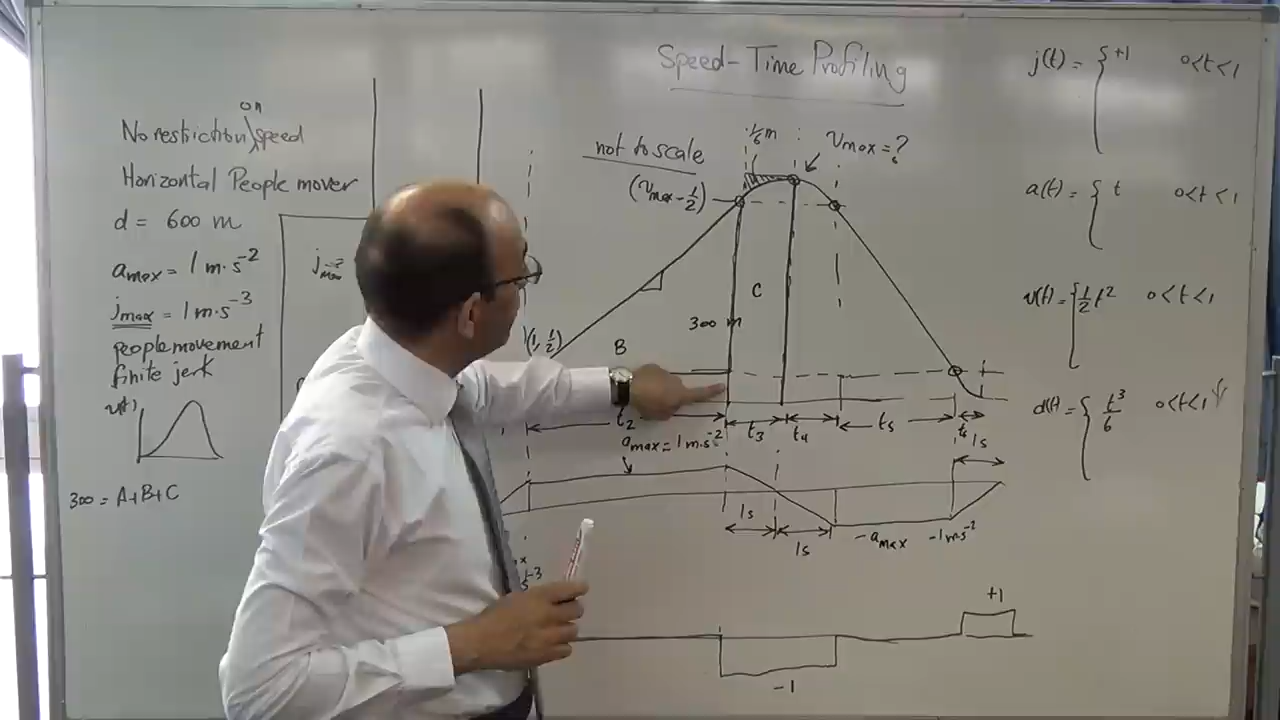 Speed-Time Profiling
on
No restriction speed
Horizontal People mover
d = 600 m
amax = 1 m·s⁻²
jmax = 1 m·s⁻³
people movement
finite jerk
v(t)
300 = A+B+C
jmax
not to scale
1/6 m
vmax = ?
(vmax - 1/2)
(1, 1/2)
B
C
300 m
t2
t3
t4
t5
t6
1s
amax = 1 m·s⁻²
1s
1s
-amax
-1 m·s⁻²
s⁻³
-1
+1
j(t) = { +1 0<t<1
a(t) = { t 0<t<1
v(t) = { 1/2 t² 0<t<1
d(t) = { t³/6 0<t<1